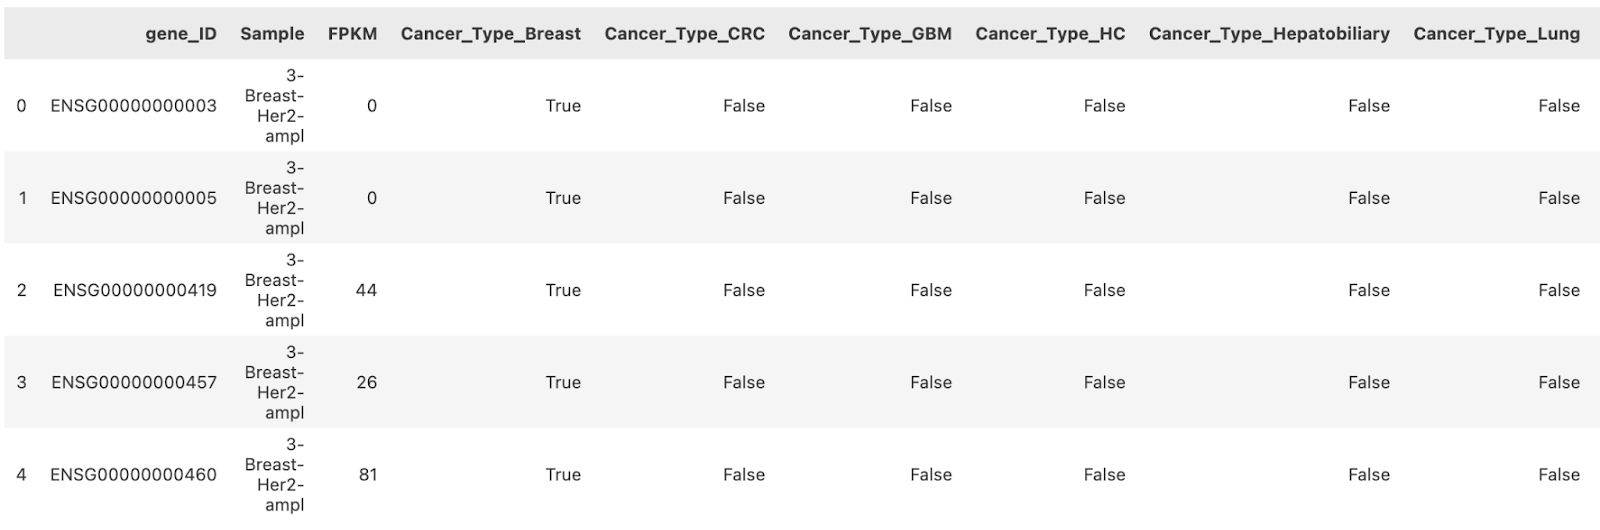 gene_ID Sample FPKM Cancer_Type_Breast Cancer_Type_CRC Cancer_Type_GBM Cancer_Type_HC Cancer_Type_Hepatobiliary Cancer_Type_Lung
3-
Breast-
0 ENSG00000000003 0 True False False False False False
Her2-
ampl
3-
Breast-
1 ENSG00000000005 0 True False False False False False
Her2-
ampl
3-
Breast-
2 ENSG00000000419 44 True False False False False False
Her2-
ampl
3-
Breast-
3 ENSG00000000457 26 True False False False False False
Her2-
ampl
3-
Breast-
4 ENSG00000000460 81 True False False False False False
Her2-
ampl